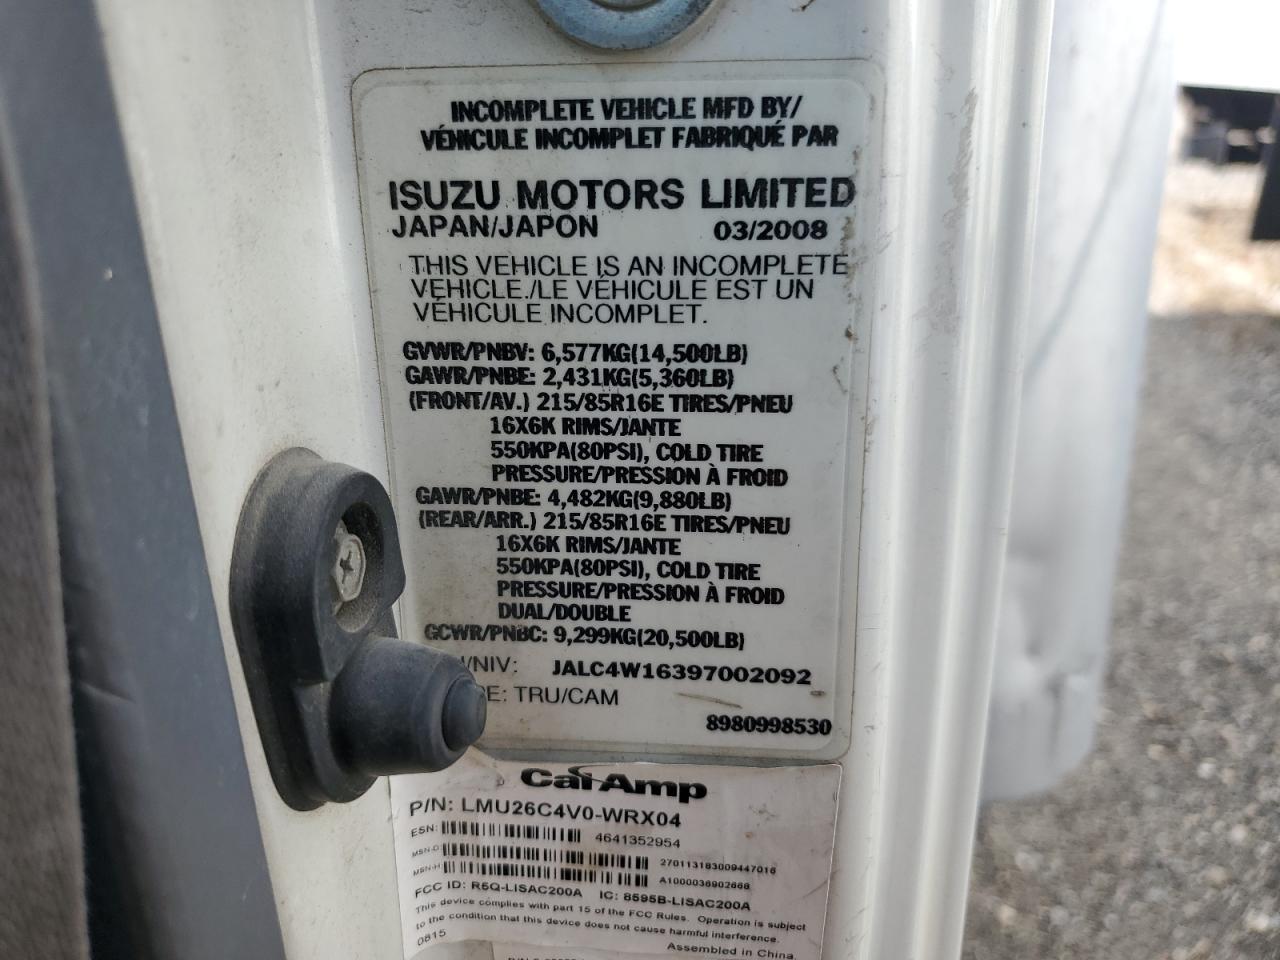 INCOMPLETE VEHICLE MFD BY/
VÉHICULE INCOMPLET FABRIQUÉ PAR
ISUZU MOTORS LIMITED
JAPAN/JAPON 03/2008
THIS VEHICLE IS AN INCOMPLETE
VEHICLE./LE VÉHICULE EST UN
VÉHICULE INCOMPLET.
GVWR/PNBV: 6,577KG(14,500LB)
GAWR/PNBE: 2,431KG(5,360LB)
(FRONT/AV.) 215/85R16E TIRES/PNEU
16X6K RIMS/JANTE
550KPA(80PSI), COLD TIRE
PRESSURE/PRESSION À FROID
GAWR/PNBE: 4,482KG(9,880LB)
(REAR/ARR.) 215/85R16E TIRES/PNEU
16X6K RIMS/JANTE
550KPA(80PSI), COLD TIRE
PRESSURE/PRESSION À FROID
DUAL/DOUBLE
GCWR/PNBC: 9,299KG(20,500LB)
/NIV: JALC4W16397002092
E: TRU/CAM
8980998530
CalAmp
P/N: LMU26C4V0-WRX04
ESN: 4641352954
MSN-D 270113183009447016
MSN-H A1000036902668
FCC ID: R5Q-LISAC200A IC: 8595B-LISAC200A
This device complies with part 15 of the FCC Rules. Operation is subject
to the condition that this device does not cause harmful interference.
0815 Assembled in China